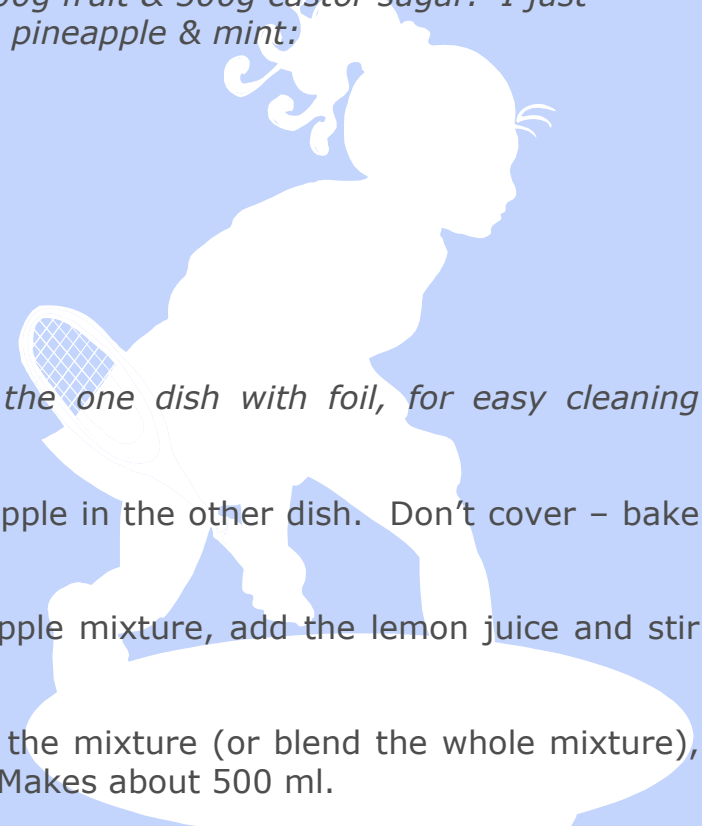 00g fruit & 500g castor sugar. I just
pineapple & mint:
the one dish with foil, for easy cleaning
pple in the other dish. Don’t cover – bake
pple mixture, add the lemon juice and stir
the mixture (or blend the whole mixture),
Makes about 500 ml.